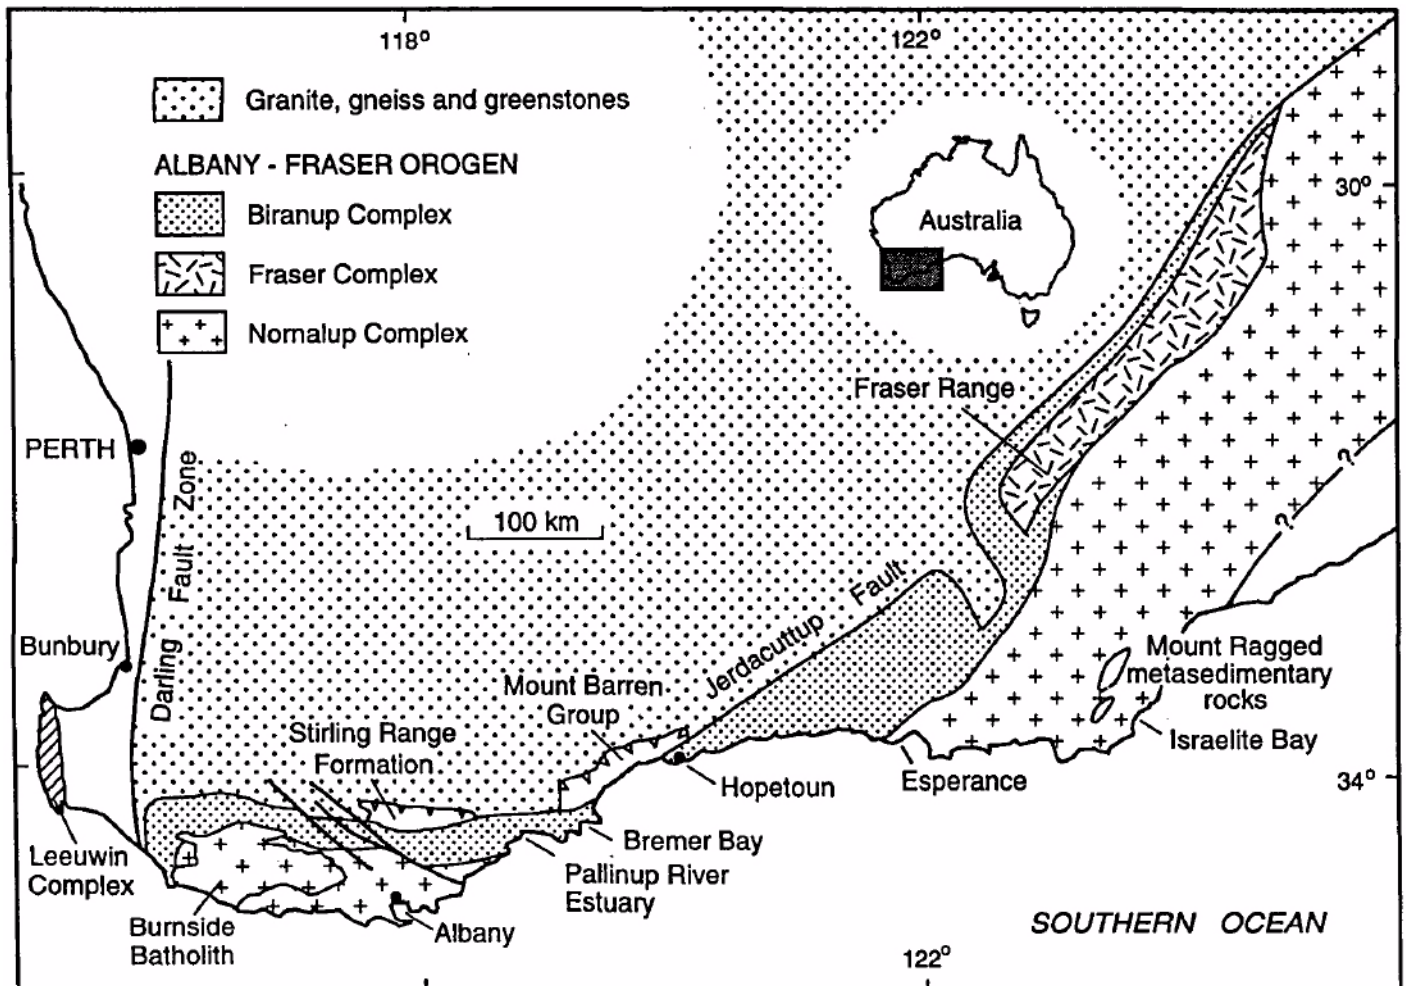 118°
122°
Granite, gneiss and greenstones
ALBANY - FRASER OROGEN
Biranup Complex
Fraser Complex
Nornalup Complex
Australia
30°
Fraser Range
PERTH
Darling Fault Zone
100 km
?
?
Jerdacuttup Fault
Bunbury
Mount Barren
Group
Stirling Range
Formation
Mount Ragged
metasedimentary
rocks
Israelite Bay
Hopetoun
Esperance
34°
Leeuwin
Complex
Bremer Bay
Pallinup River
Estuary
Burnside
Batholith
Albany
SOUTHERN OCEAN
122°